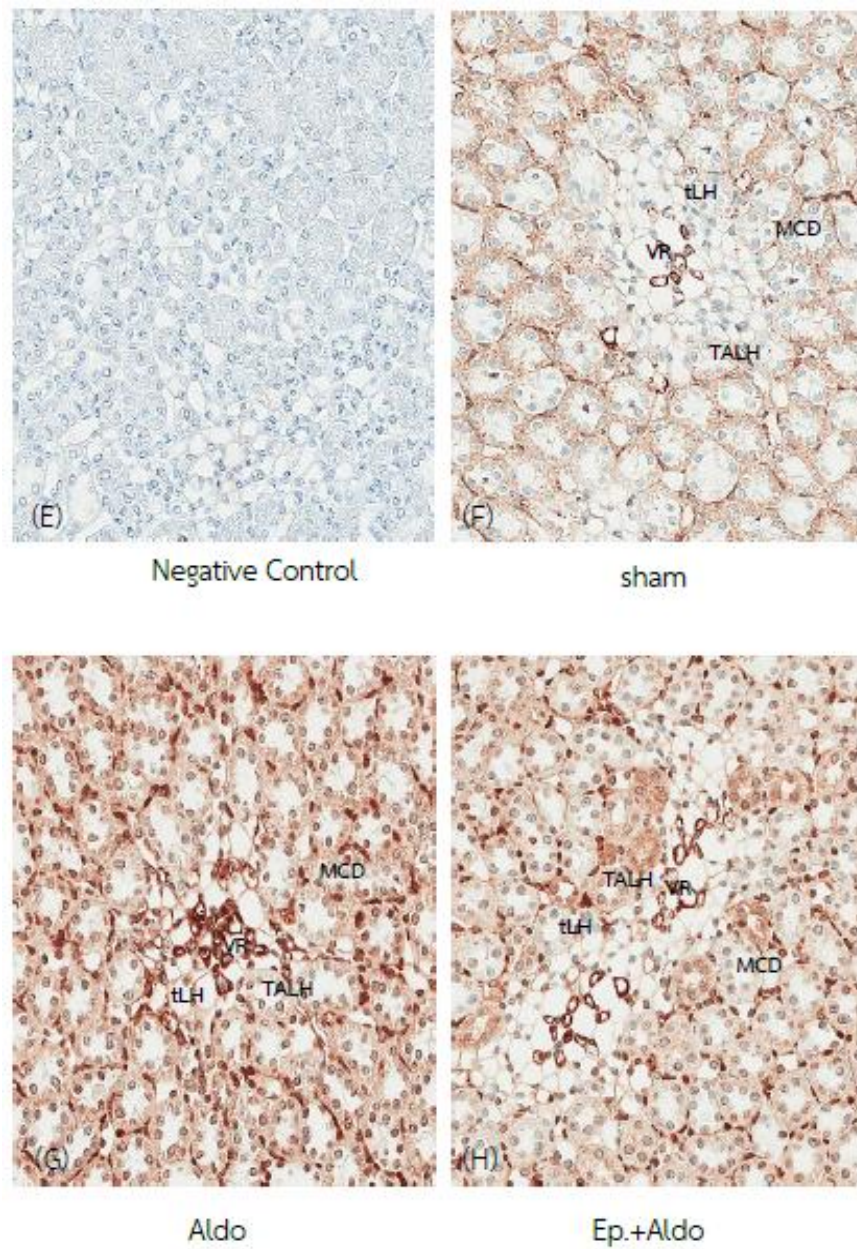 tLH
VR
MCD
TALH
(E)
(F)
Negative Control
sham
MCD
VR
tLH
TALH
(G)
TALH
VR
tLH
MCD
(H)
Aldo
Ep.+Aldo